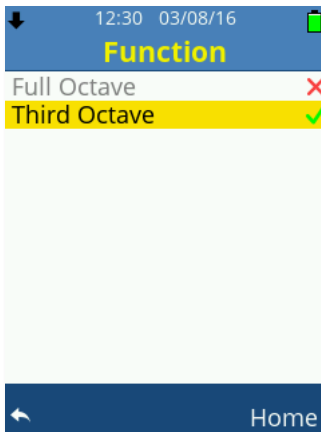 12:30 03/08/16
Function
Full Octave
Third Octave
Home